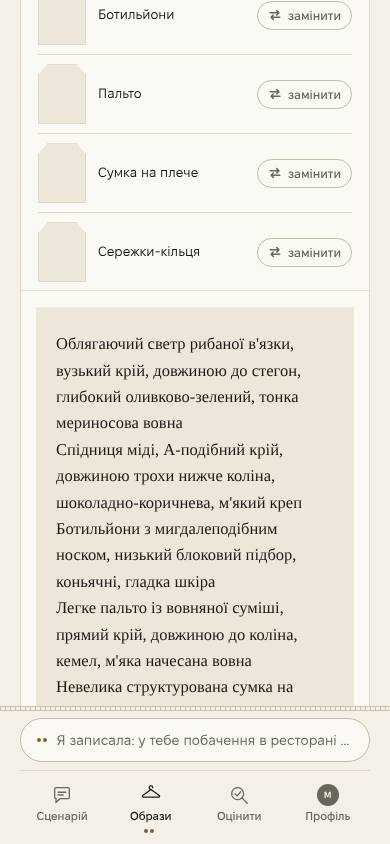 Ботильйони
замінити
Пальто
замінити
Сумка на плече
замінити
Сережки-кільця
замінити
Облягаючий светр рибаної в'язки,
вузький крій, довжиною до стегон,
глибокий оливково-зелений, тонка
мериносова вовна
Спідниця міді, А-подібний крій,
довжиною трохи нижче коліна,
шоколадно-коричнева, м'який креп
Ботильйони з мигдалеподібним
носком, низький блоковий підбор,
коньячні, гладка шкіра
Легке пальто із вовняної суміші,
прямий крій, довжиною до коліна,
кемел, м'яка начесана вовна
Невелика структурована сумка на
Я записала: у тебе побачення в ресторані ...
Сценарій
Образи
Оцінити
М
Профіль